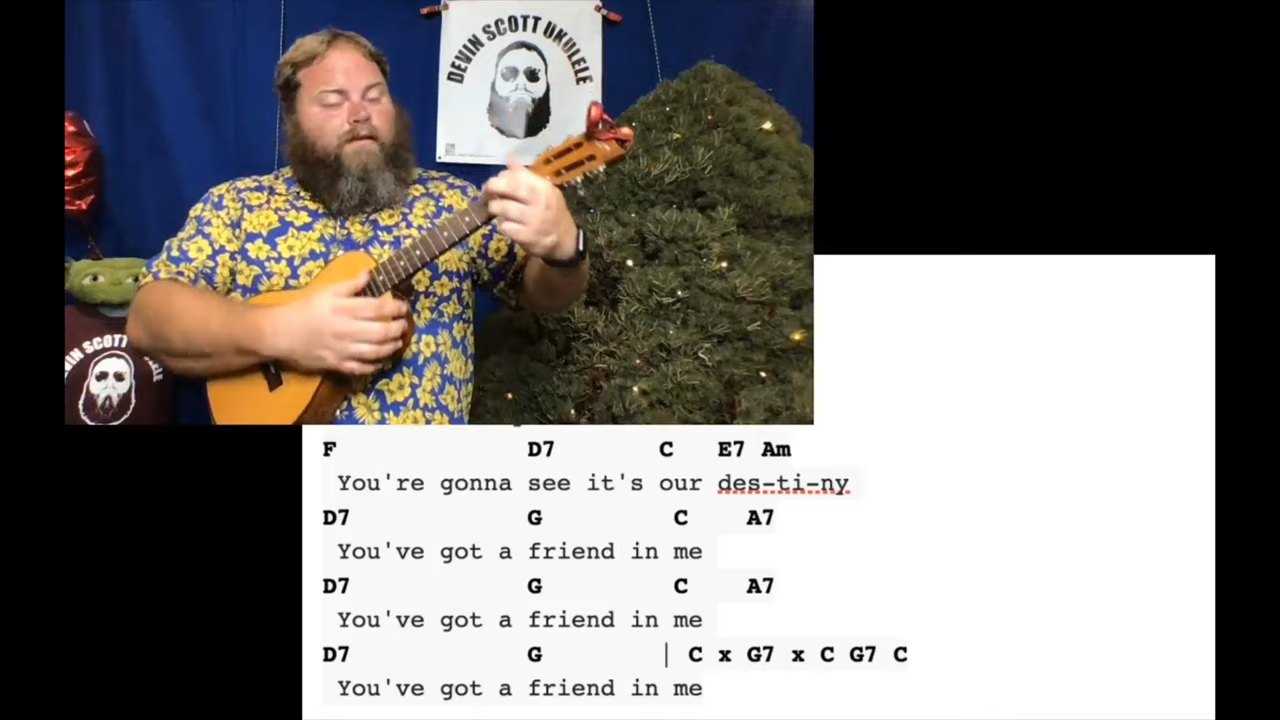 DEVIN SCOTT UKULELE
IN SCOTT
ELE
F D7 C E7 Am
You're gonna see it's our des-ti-ny
D7 G C A7
You've got a friend in me
D7 G C A7
You've got a friend in me
D7 G | C x G7 x C G7 C
You've got a friend in me